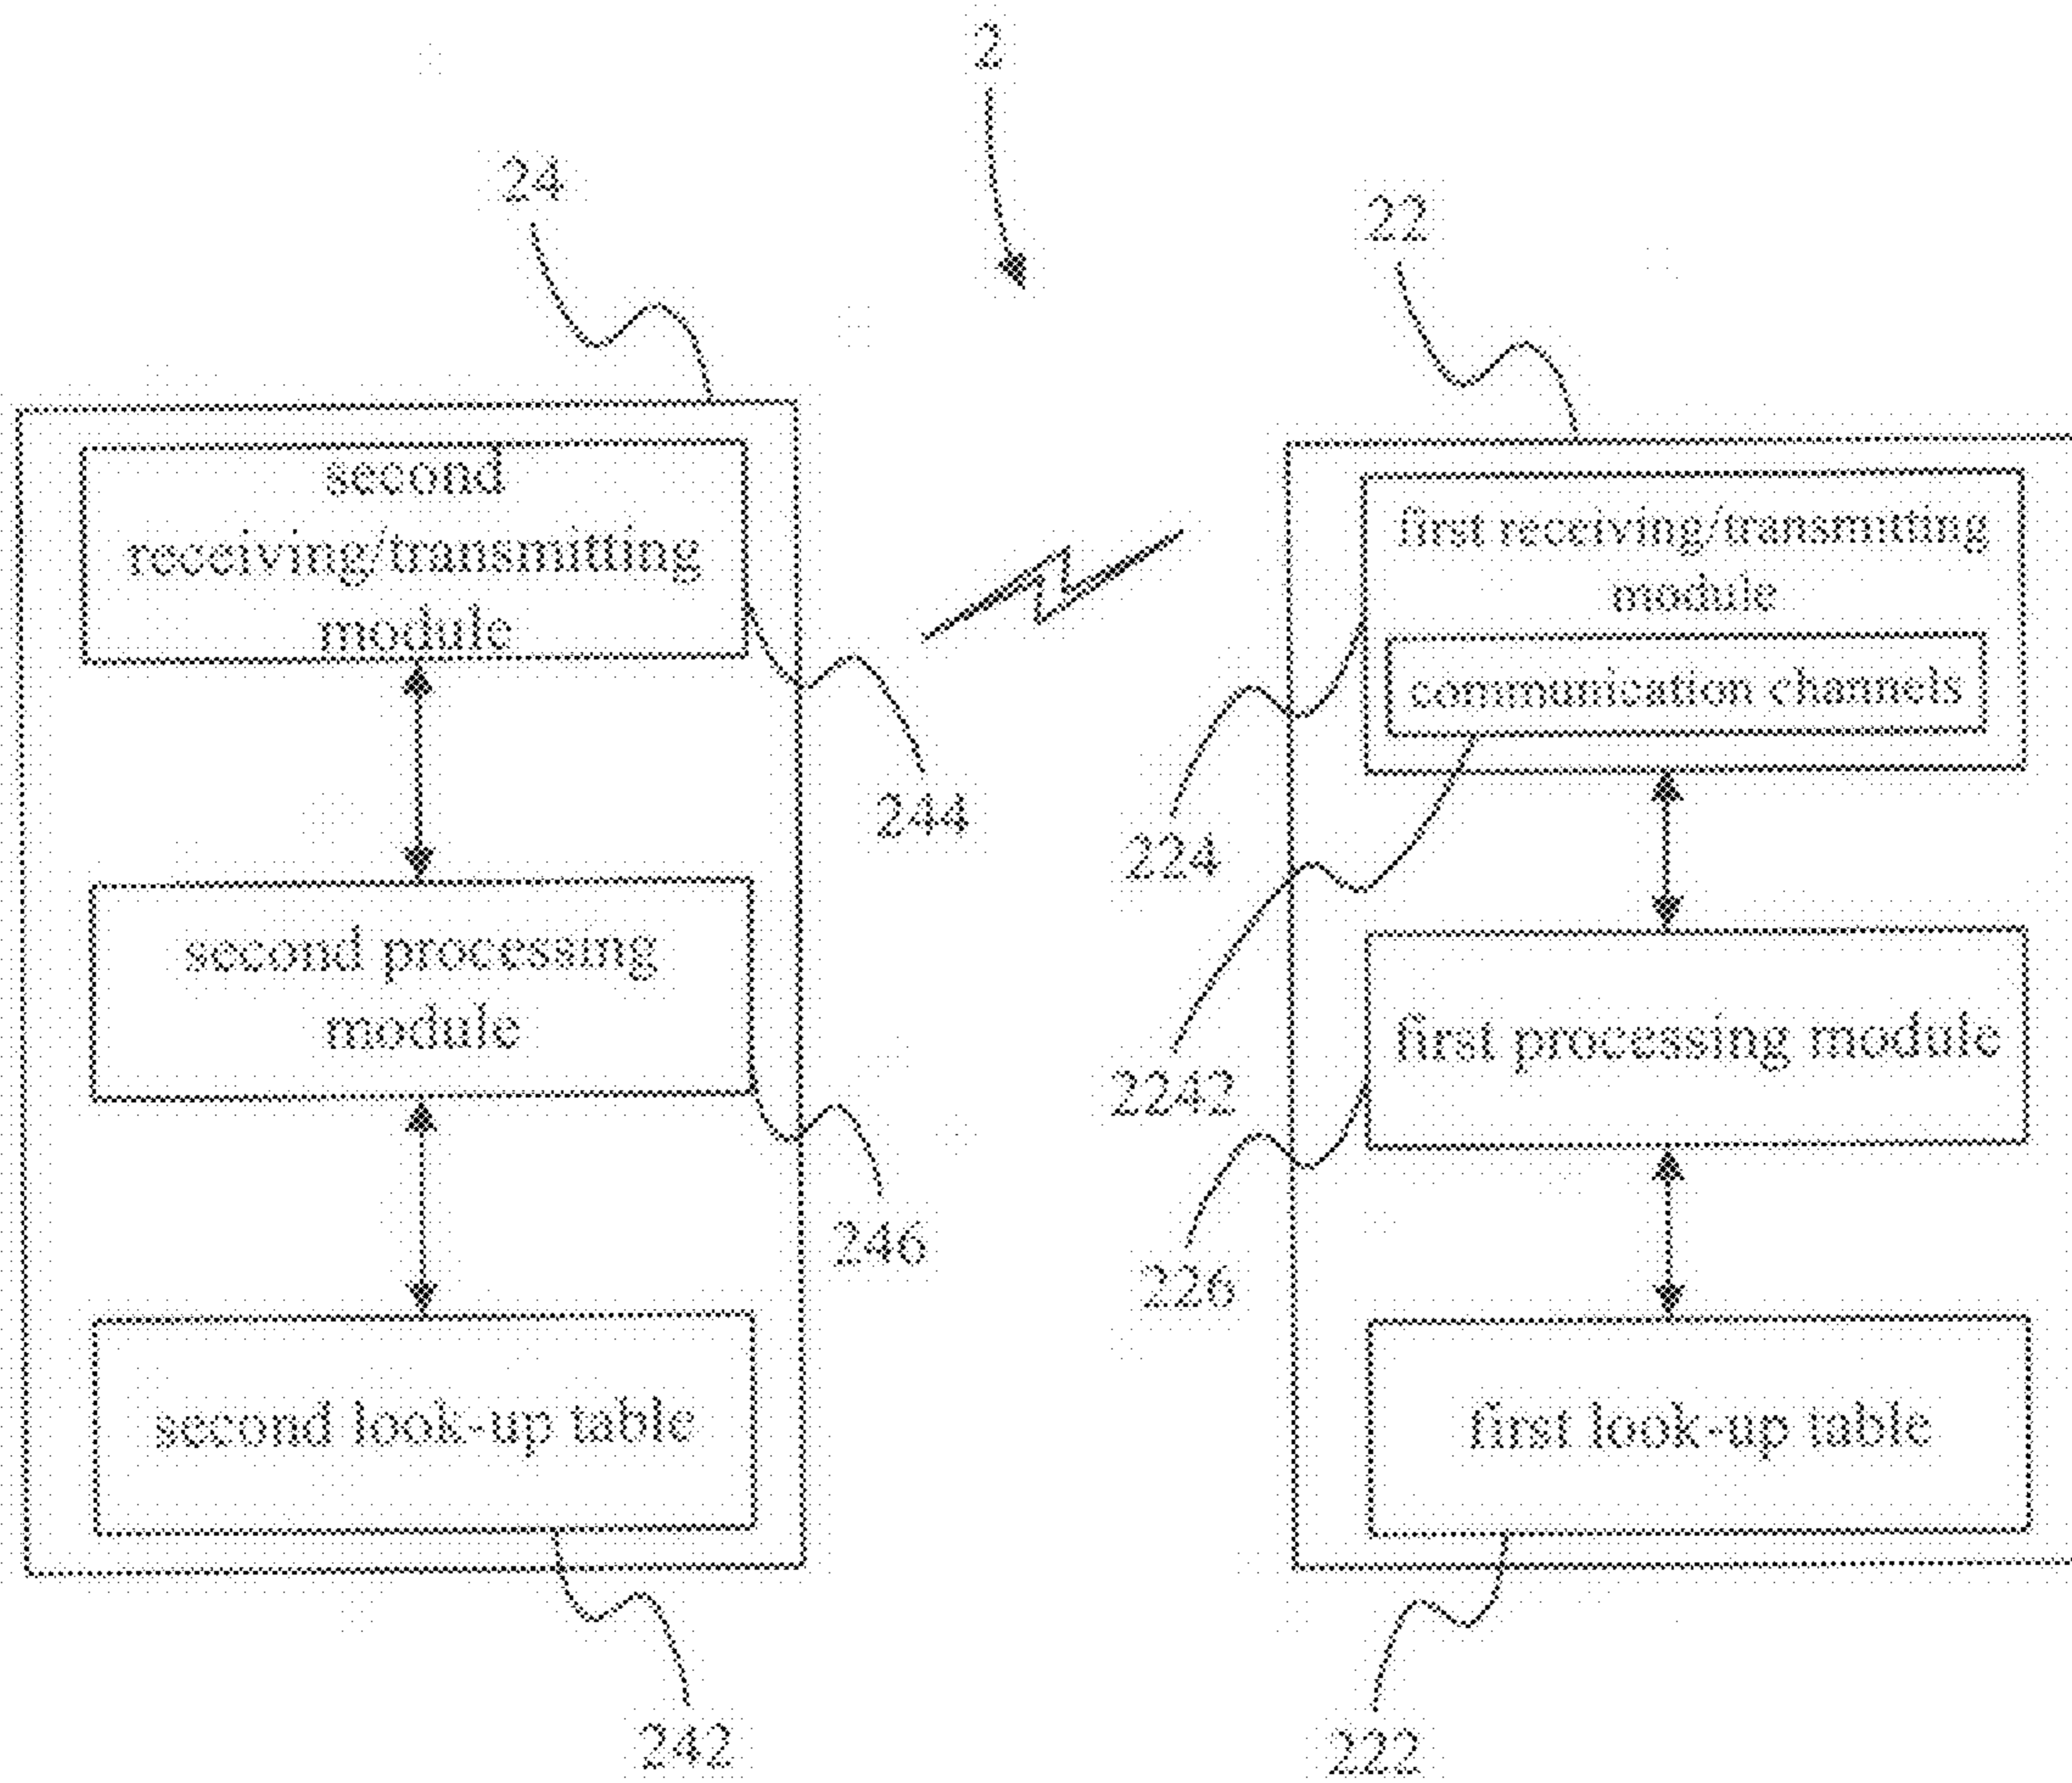 2
24
22
second
receiving/transmitting
module
first receiving/transmitting
module
communication channels
244
224
second processing
module
first processing module
2242
246
226
second look-up table
first look-up table
242
222